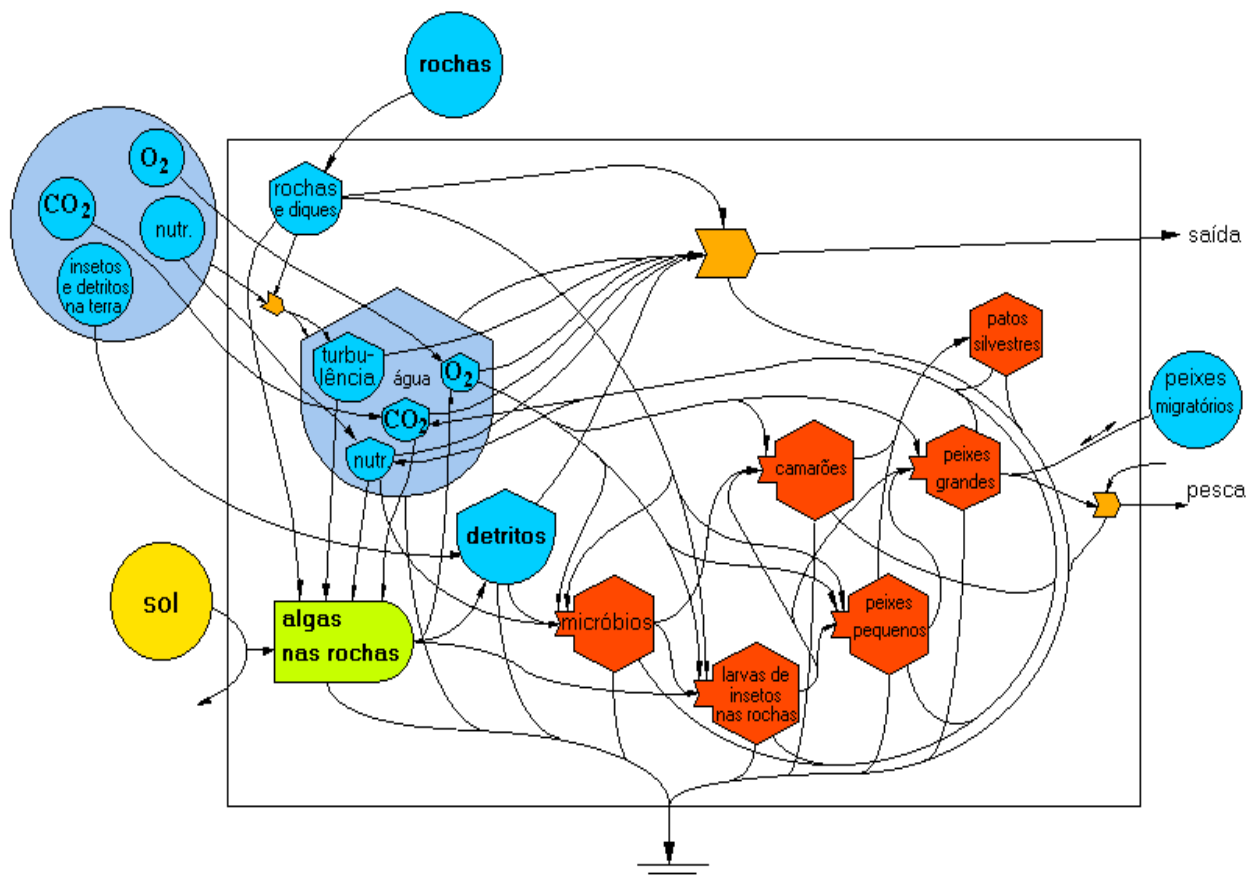 rochas
O2
CO2
nutr.
insetos
e detritos
na terra
rochas
e diques
saída
turbu-
lência
água
O2
CO2
nutr.
patos
silvestres
peixes
migratórios
camarões
peixes
grandes
pesca
detritos
sol
algas
nas rochas
micróbios
peixes
pequenos
larvas de
insetos
nas rochas